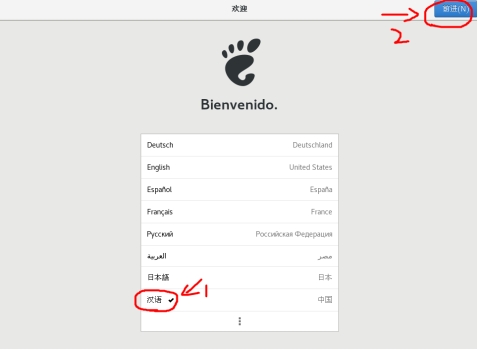 欢迎
前进(N)
2
Bienvenido.
Deutsch Deutschland
English United States
Español España
Français France
Русский Российская Федерация
العربية مصر
日本語 日本
汉语 ✔ 中国
1